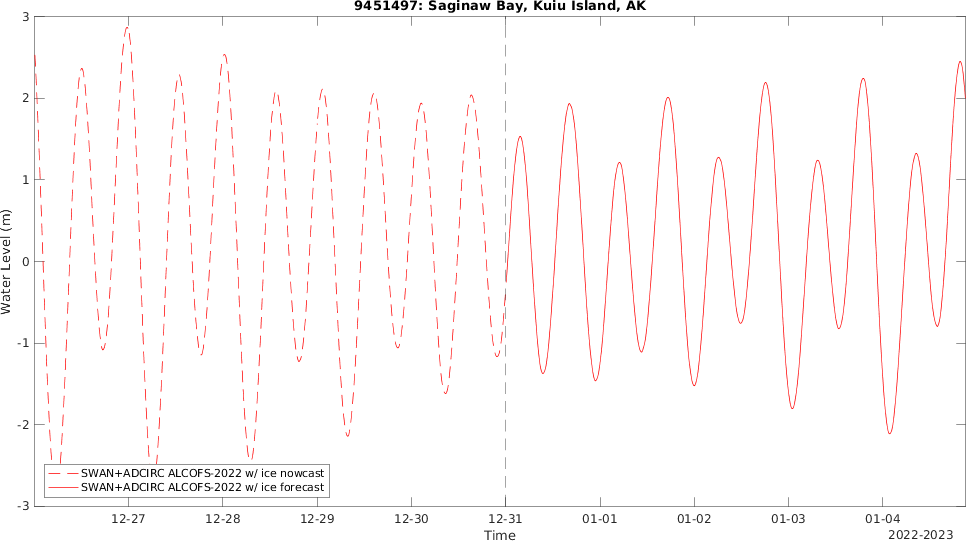 9451497: Saginaw Bay, Kuiu Island, AK
3
2
1
0
-1
-2
-3
Water Level (m)
SWAN+ADCIRC ALCOFS-2022 w/ ice nowcast
SWAN+ADCIRC ALCOFS-2022 w/ ice forecast
12-27 12-28 12-29 12-30 12-31 01-01 01-02 01-03 01-04
Time
2022-2023